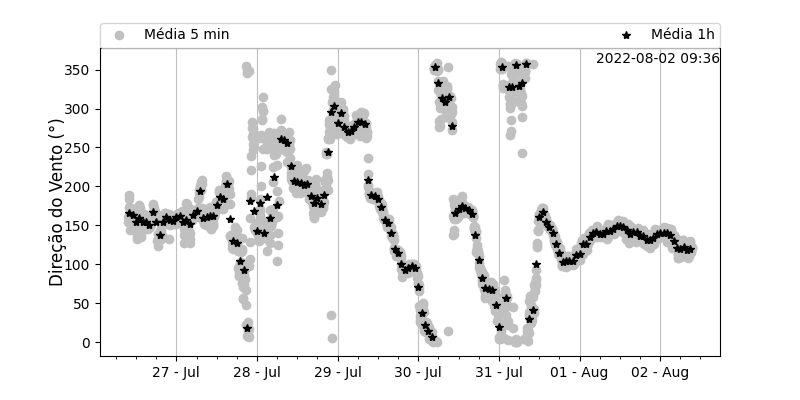 Média 5 min
Média 1h
2022-08-02 09:36
Direção do Vento (°)
350
300
250
200
150
100
50
0
27 - Jul
28 - Jul
29 - Jul
30 - Jul
31 - Jul
01 - Aug
02 - Aug